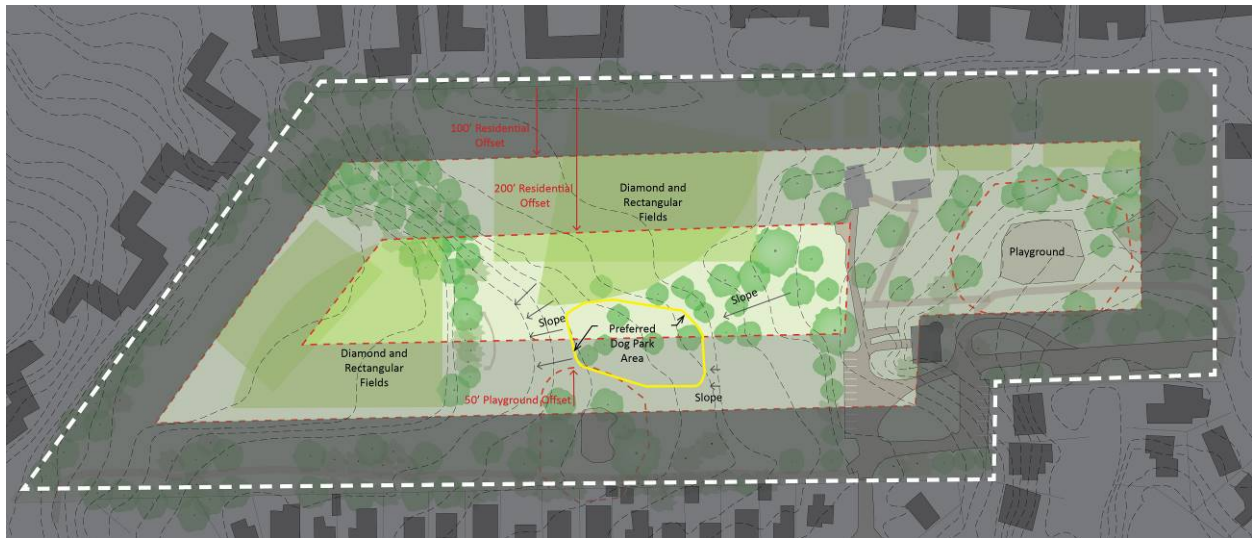 100' Residential
Offset
200' Residential
Offset
Diamond and
Rectangular
Fields
Playground
Slope
Slope
Preferred
Dog Park
Area
Diamond and
Rectangular
Fields
50' Playground Offset
Slope